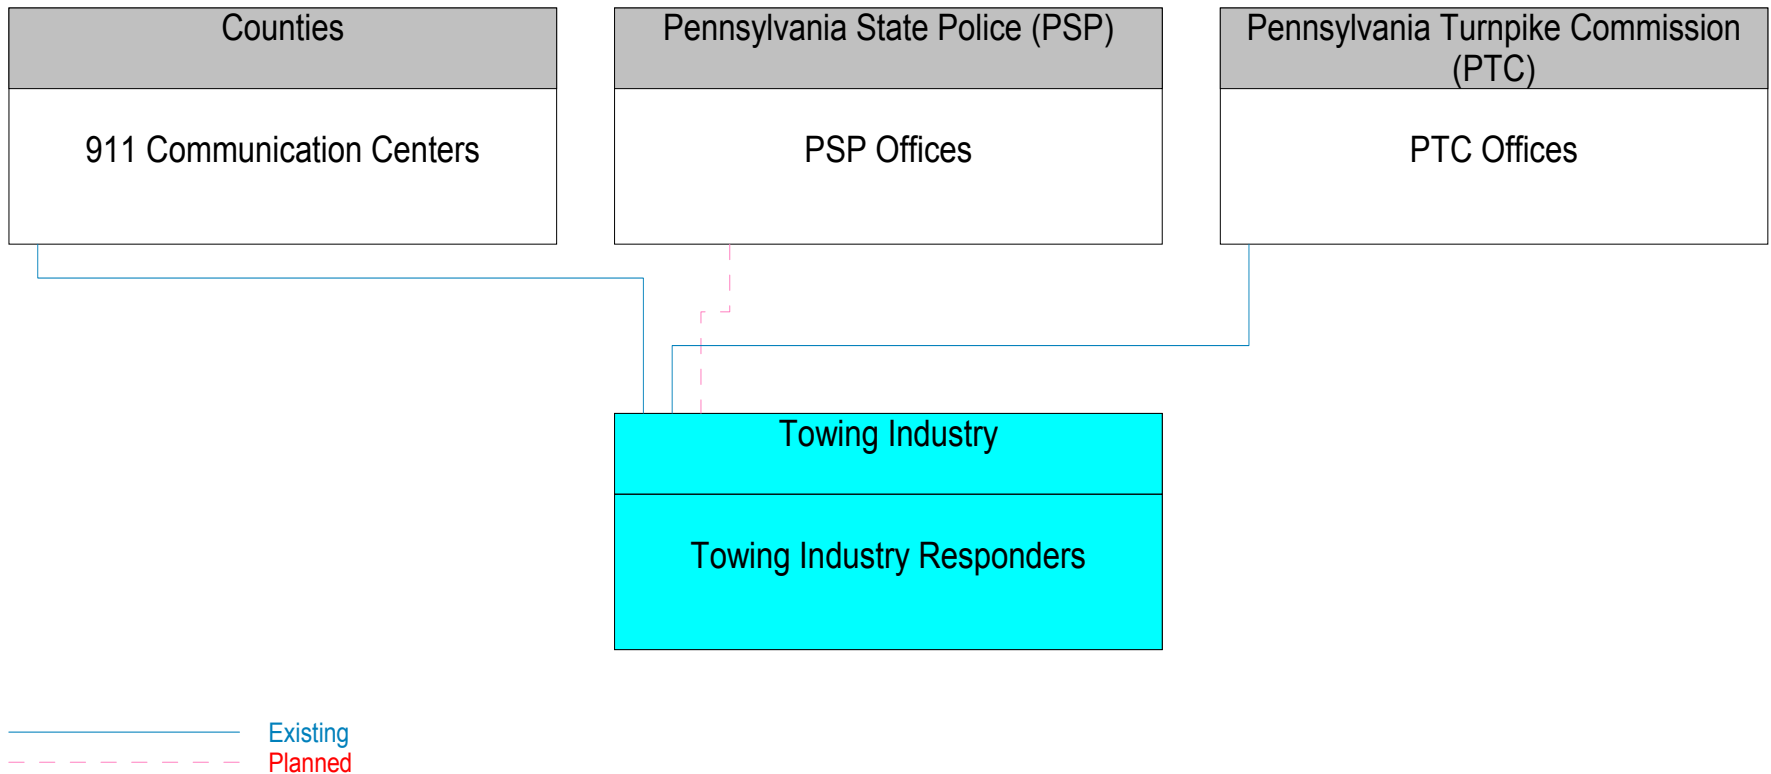 Counties
911 Communication Centers
Pennsylvania State Police (PSP)
PSP Offices
Pennsylvania Turnpike Commission
(PTC)
PTC Offices
Towing Industry
Towing Industry Responders
Existing
Planned